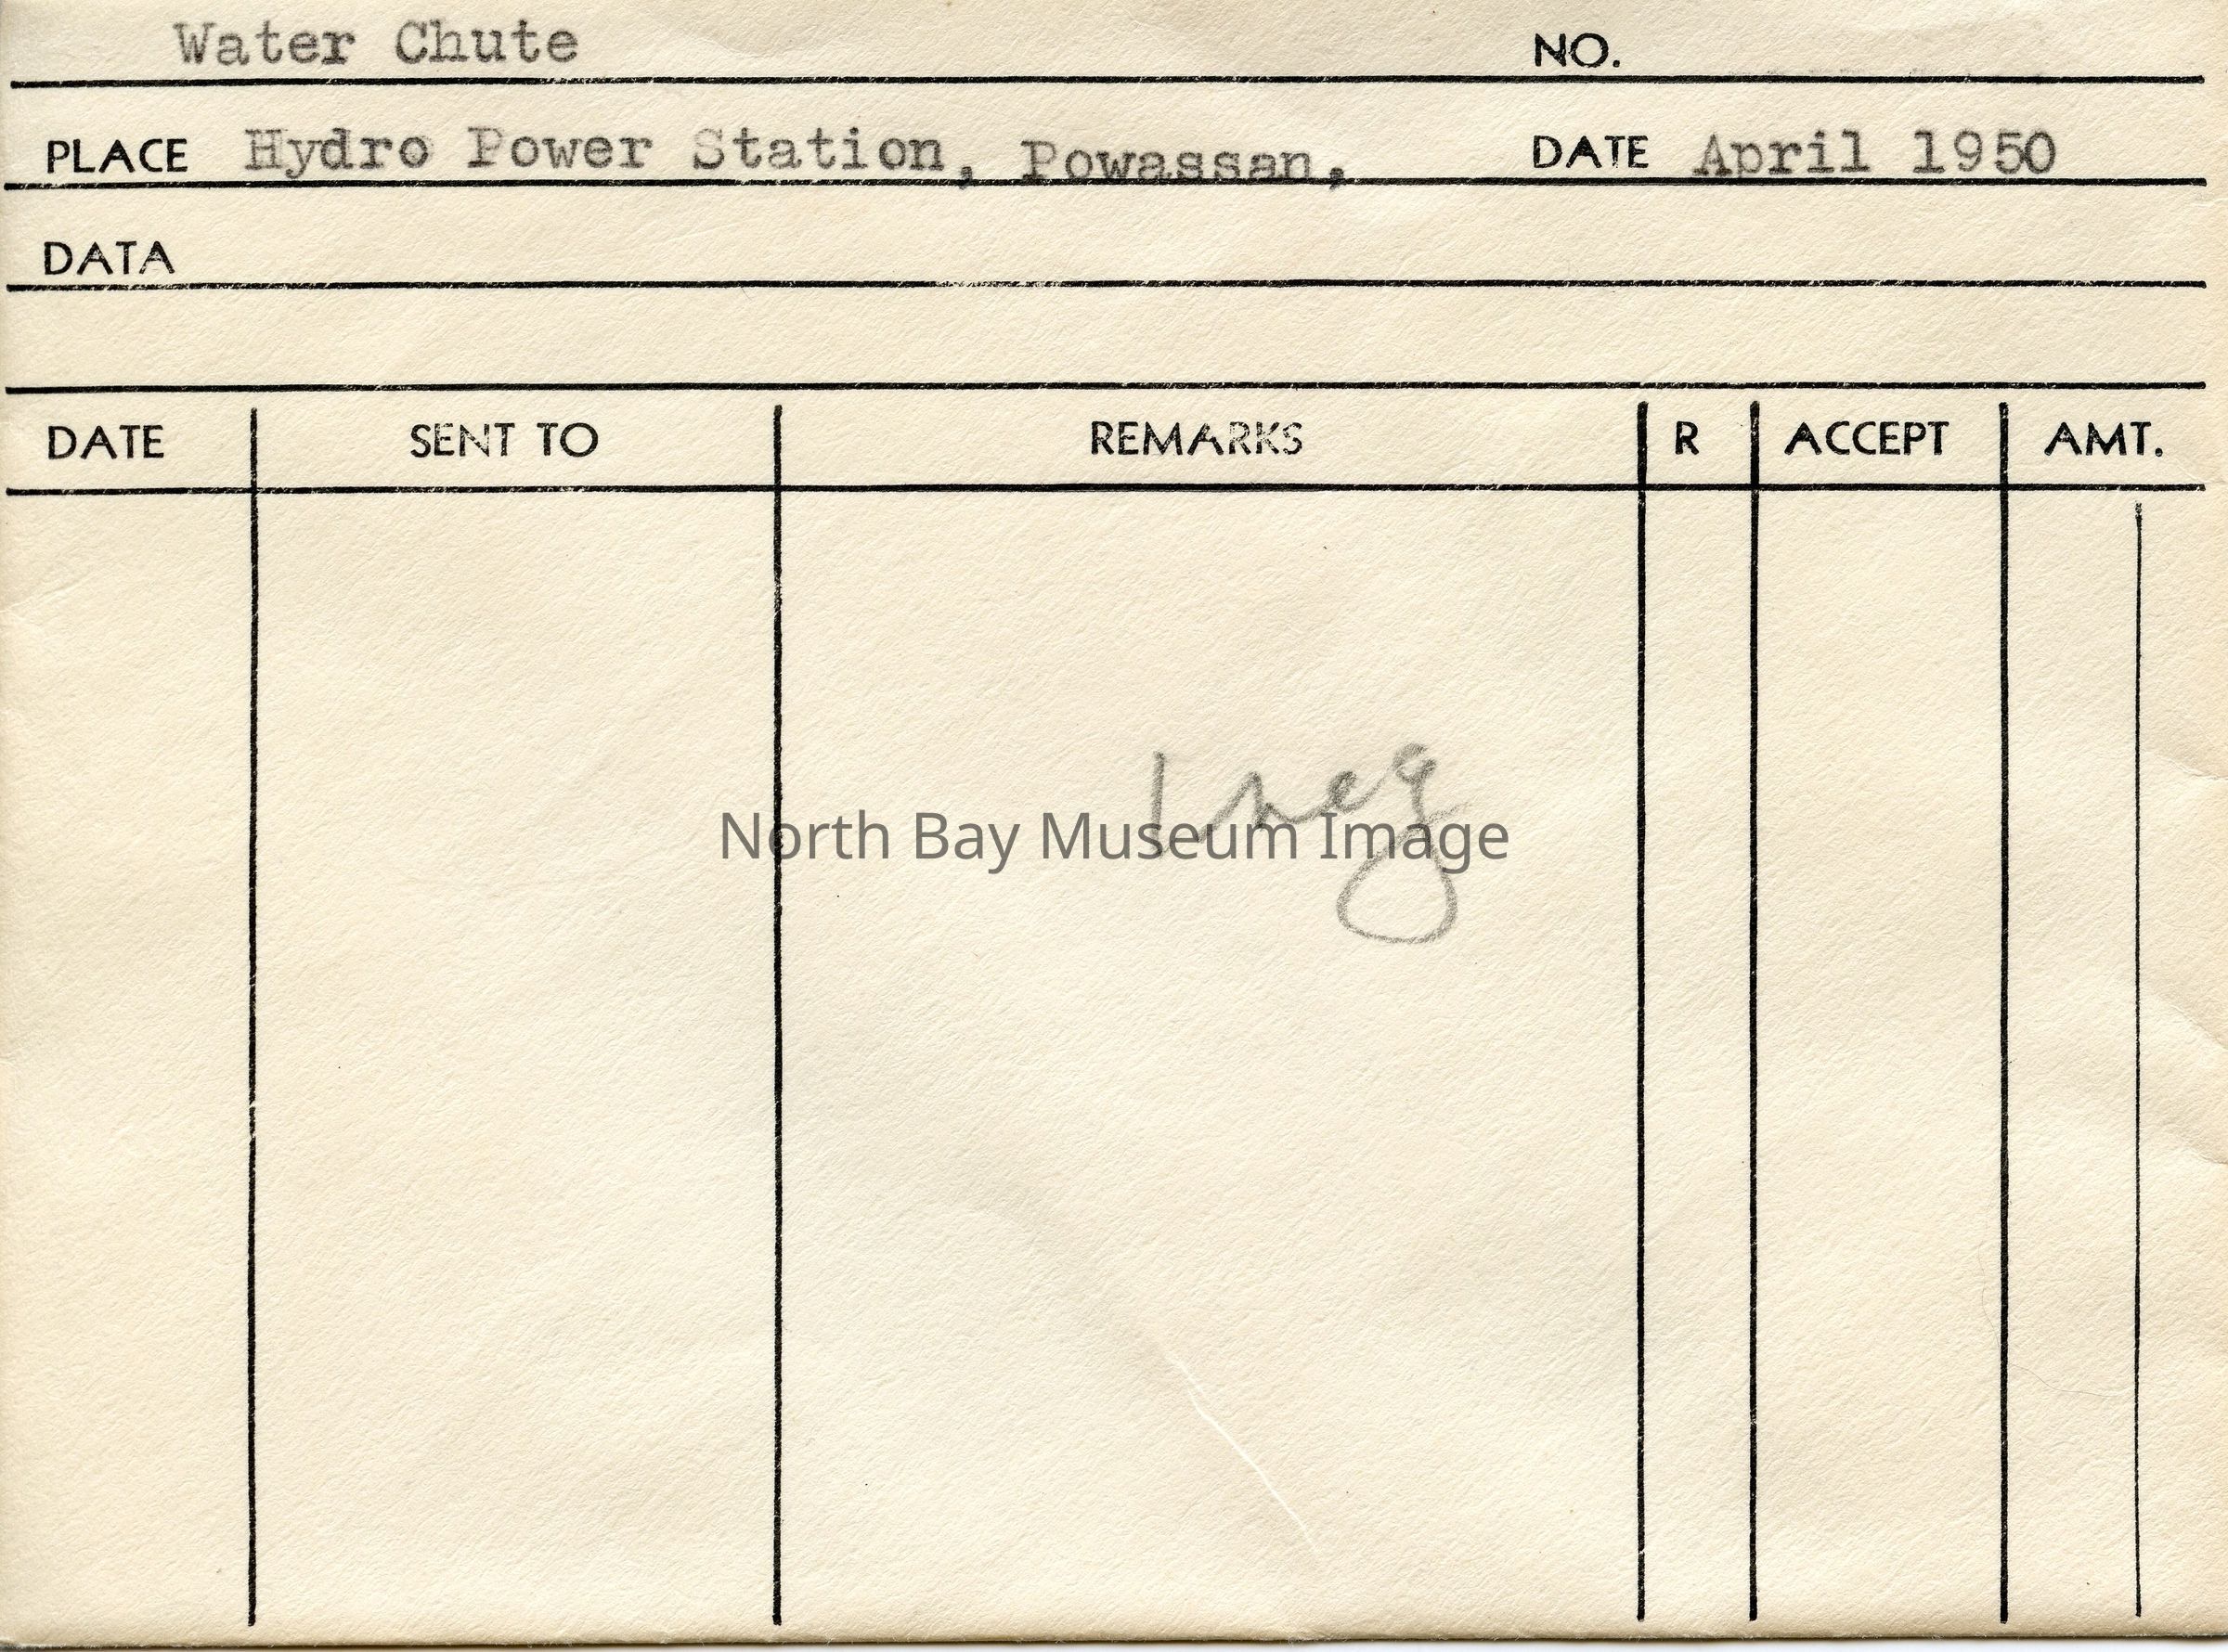 Water Chute NO.
PLACE Hydro Power Station, Powassan, DATE April 1950
DATA
DATE SENT TO REMARKS R ACCEPT AMT.
1 neg
North Bay Museum Image